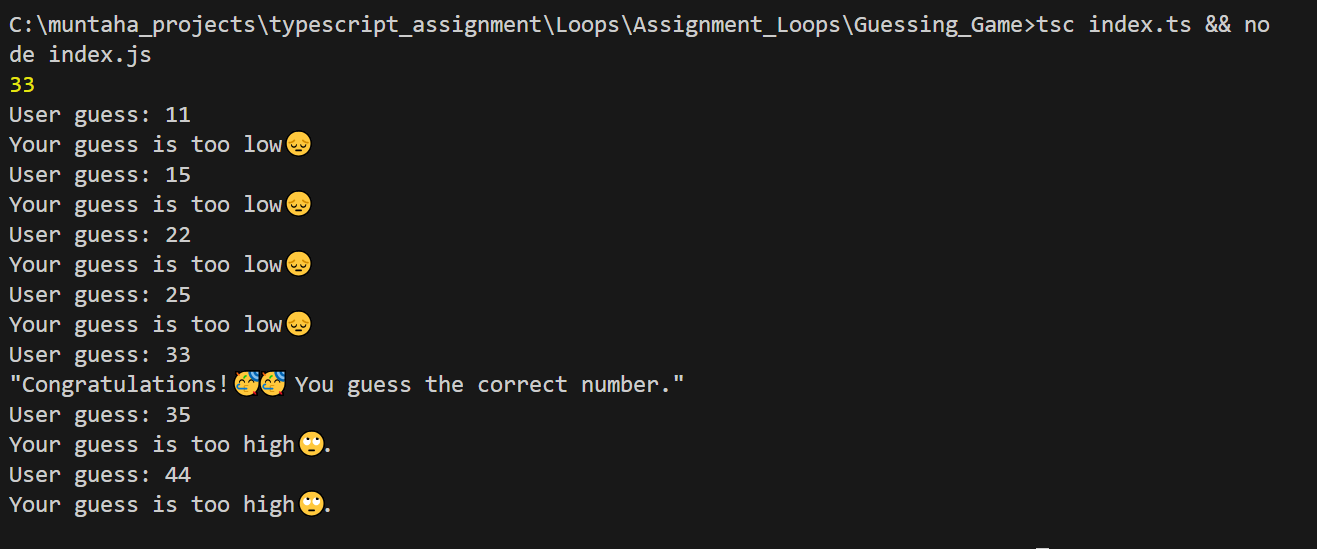 C:\muntaha_projects\typescript_assignment\Loops\Assignment_Loops\Guessing_Game>tsc index.ts && no
de index.js
33
User guess: 11
Your guess is too low😔
User guess: 15
Your guess is too low😔
User guess: 22
Your guess is too low😔
User guess: 25
Your guess is too low😔
User guess: 33
"Congratulations!🥳🥳 You guess the correct number."
User guess: 35
Your guess is too high🙄.
User guess: 44
Your guess is too high🙄.